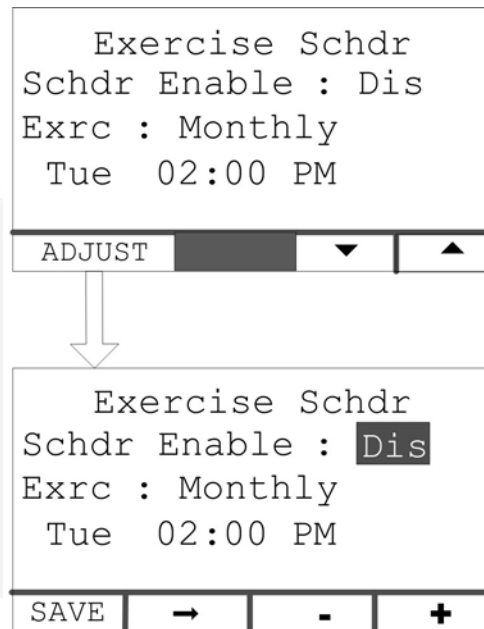 Exercise Schdr
Schdr Enable : Dis
Exrc : Monthly
Tue 02:00 PM
ADJUST ▼ ▲
Exercise Schdr
Schdr Enable : Dis
Exrc : Monthly
Tue 02:00 PM
SAVE → - +